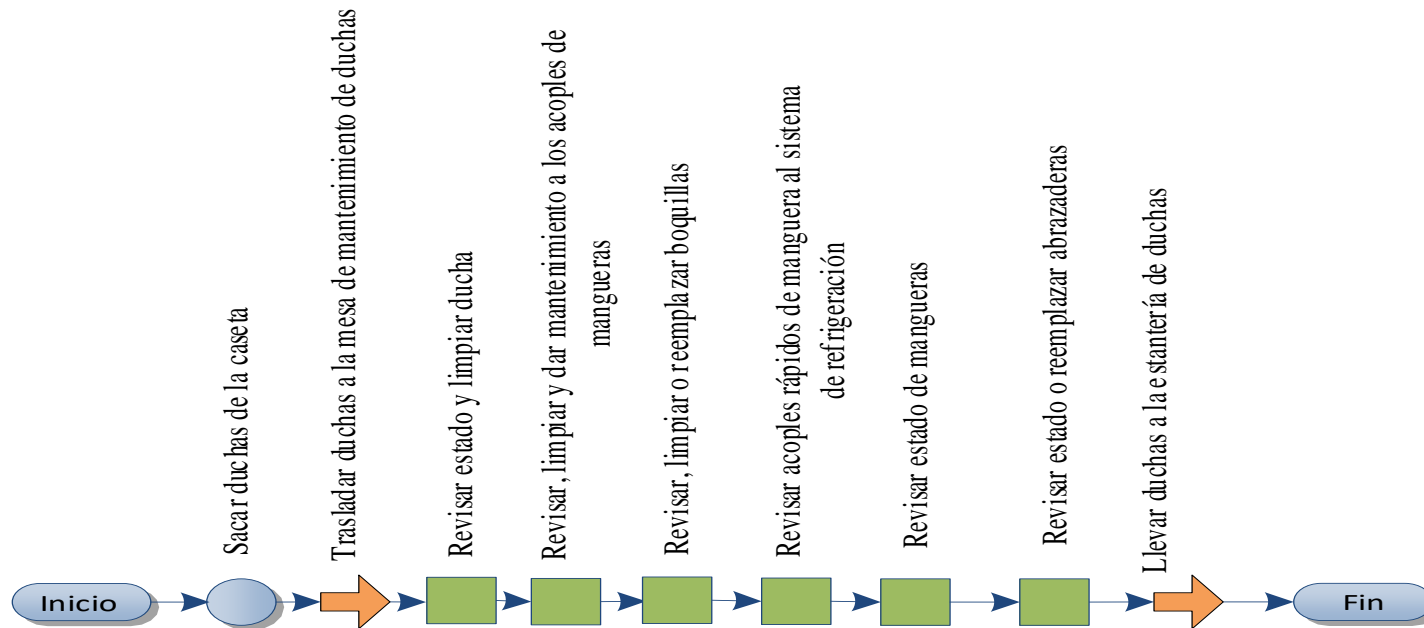 Inicio
Sacar duchas de la caseta
Trasladar duchas a la mesa de mantenimiento de duchas
Revisar estado y limpiar ducha
Revisar, limpiar y dar mantenimiento a los acoples de
mangueras
Revisar, limpiar o reemplazar boquillas
Revisar acoples rápidos de manguera al sistema
de refrigeración
Revisar estado de mangueras
Revisar estado o reemplazar abrazaderas
Llevar duchas a la estantería de duchas
Fin